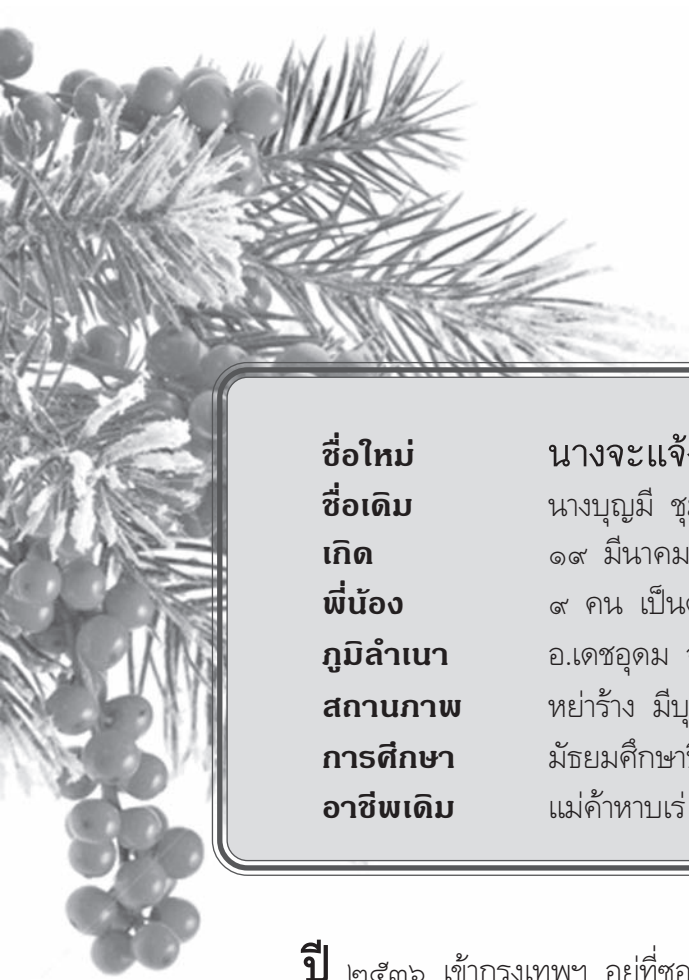 ชื่อใหม่ นางจะแจ้ง
ชื่อเดิม นางบุญมี
เกิด ๑๙ มีนาคม
พี่น้อง ๙ คน
ภูมิลำเนา อ.เดชอุดม
สถานภาพ หย่าร้าง
การศึกษา มัธยมศึกษา
อาชีพเดิม แม่ค้าหาบเร่
ปี ๒๕๓๖ เข้ากรุงเทพฯ อยู่ที่ซอ